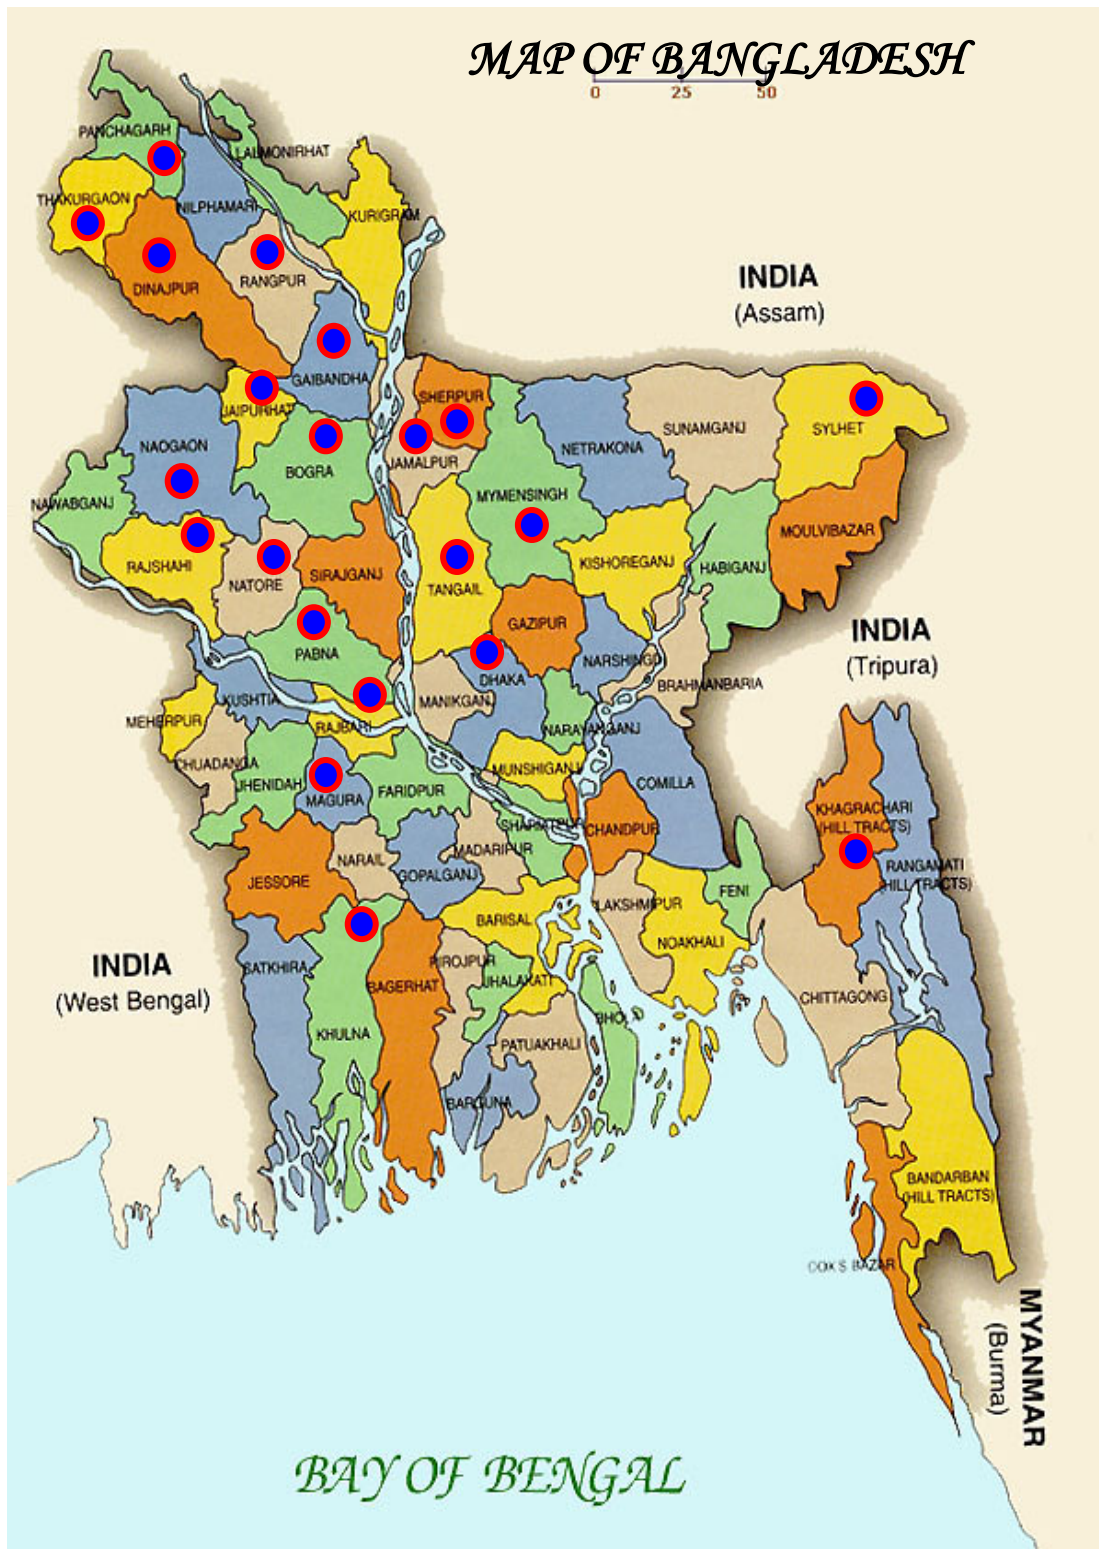 MAP OF BANGLADESH
0 25 50
PANCHAGARH
LALMONIRHAT
THAKURGAON
NILPHAMARI
KURIGRAM
RANGPUR
DINAJPUR
INDIA
(Assam)
GAIBANDHA
JAIPURHAT
SHERPUR
SYLHET
SUNAMGANJ
NAOGAON
NETRAKONA
JAMALPUR
BOGRA
MYMENSINGH
NAWABGANJ
MOULVIBAZAR
KISHOREGANJ
RAJSHAHI
HABIGANJ
SIRAJGANJ
NATORE
TANGAIL
GAZIPUR
INDIA
(Tripura)
PABNA
NARSHINGD
DHAKA
BRAHMANBARIA
KUSHTIA
MANIKGANJ
MEHERPUR
RAJBARI
NARAYANGANJ
CHUADANGA
MUNSHIGANJ
JHENIDAH
COMILLA
FARIDPUR
MAGURA
KHAGRACHARI
(HILL TRACTS)
SHARIATPUR
CHANDPUR
MADARIPUR
NARAIL
RANGAMATI
(HILL TRACTS)
GOPALGANJ
JESSORE
FENI
LAKSHMIPUR
BARISAL
NOAKHALI
INDIA
(West Bengal)
SATKHIRA
PIROJPUR
JHALAKATI
BAGERHAT
CHITTAGONG
BHOLA
KHULNA
PATUAKHALI
BARGUNA
BANDARBAN
(HILL TRACTS)
COX'S BAZAR
MYANMAR
(Burma)
BAY OF BENGAL